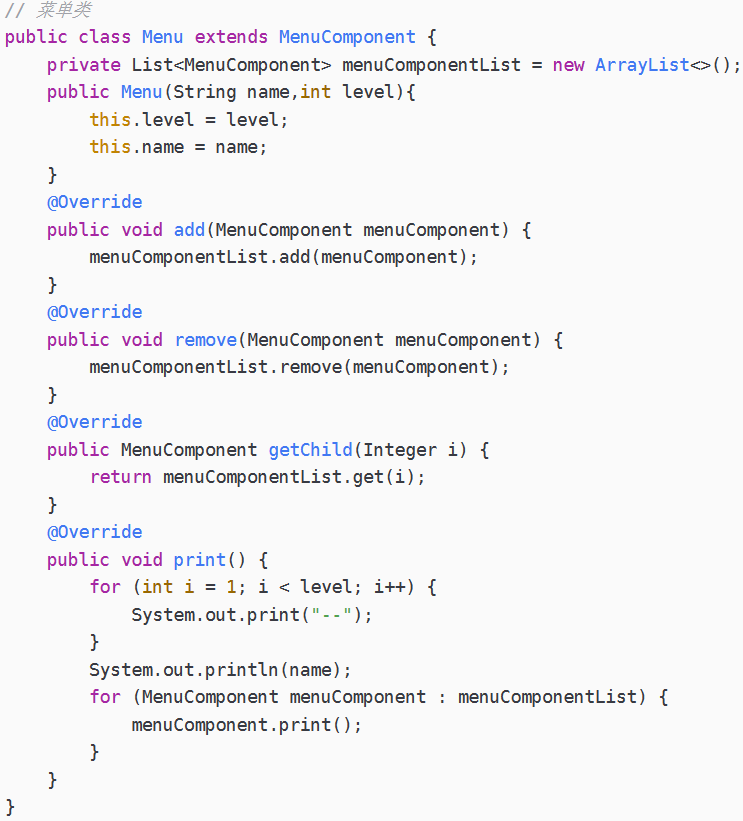 // 菜单类
public class Menu extends MenuComponent {
    private List<MenuComponent> menuComponentList = new ArrayList<>();
    public Menu(String name,int level){
        this.level = level;
        this.name = name;
    }
    @Override
    public void add(MenuComponent menuComponent) {
        menuComponentList.add(menuComponent);
    }
    @Override
    public void remove(MenuComponent menuComponent) {
        menuComponentList.remove(menuComponent);
    }
    @Override
    public MenuComponent getChild(Integer i) {
        return menuComponentList.get(i);
    }
    @Override
    public void print() {
        for (int i = 1; i < level; i++) {
            System.out.print("--");
        }
        System.out.println(name);
        for (MenuComponent menuComponent : menuComponentList) {
            menuComponent.print();
        }
    }
}